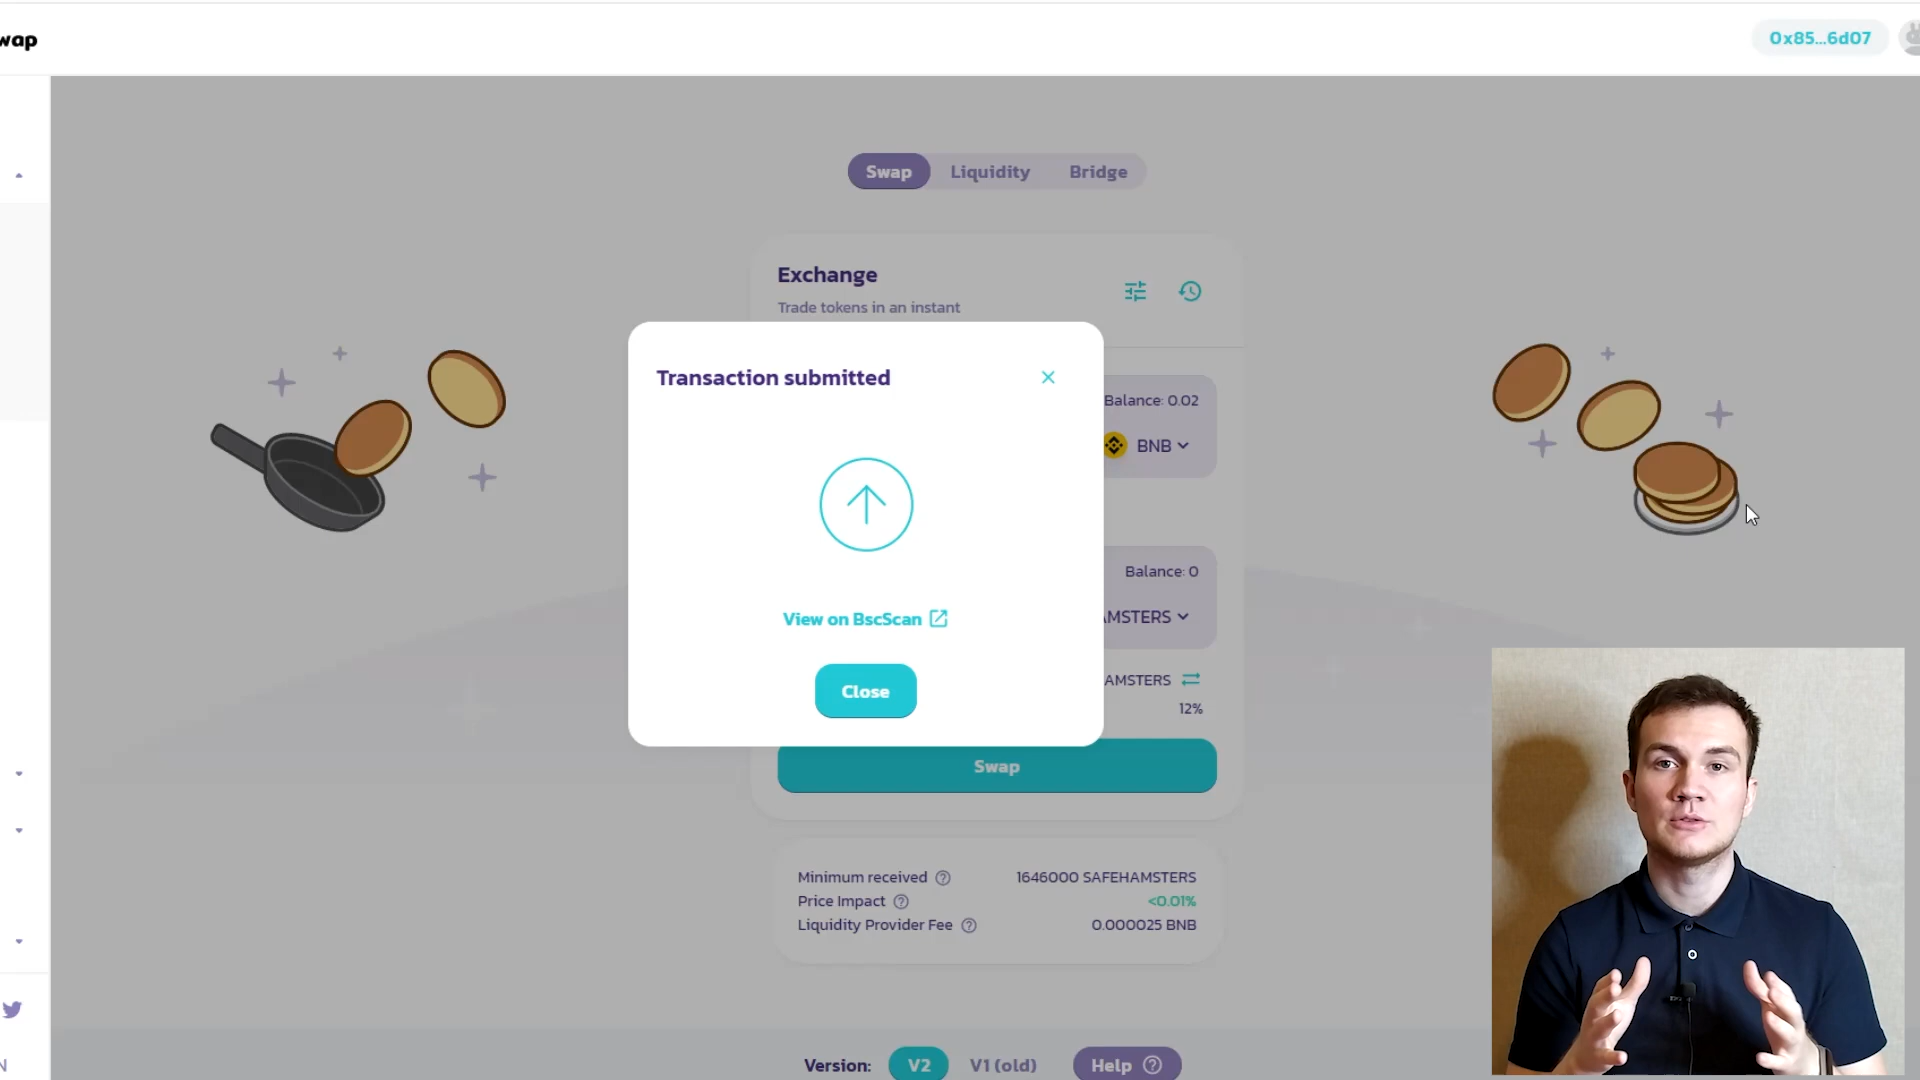 wap
0x85...6d07
Swap
Liquidity
Bridge
Exchange
Trade tokens in an instant
Transaction submitted
Balance: 0.02
BNB
View on BscScan
Close
Balance: 0
AMSTERS
AMSTERS
12%
Swap
Minimum received
1646000 SAFEHAMSTERS
Price Impact
<0.01%
Liquidity Provider Fee
0.000025 BNB
Version:
V2
V1 (old)
Help
N